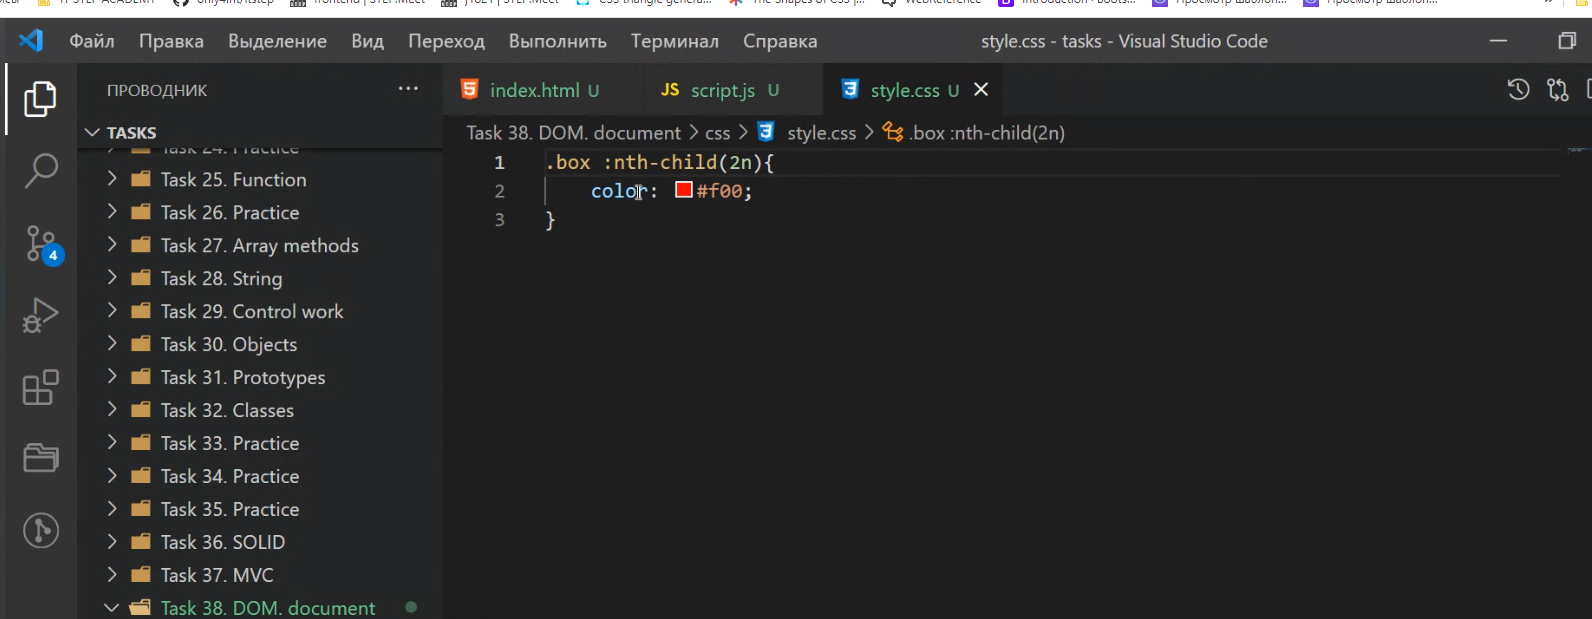 Файл Правка Выделение Вид Переход Выполнить Терминал Справка style.css - tasks - Visual Studio Code
ПРОВОДНИК ··· index.html U JS script.js U style.css U
TASKS
Task 38. DOM. document > css > style.css > .box :nth-child(2n)
Task 24. Practice
1 .box :nth-child(2n){
Task 25. Function
2 color: #f00;
Task 26. Practice
3 }
Task 27. Array methods
4
Task 28. String
Task 29. Control work
Task 30. Objects
Task 31. Prototypes
Task 32. Classes
Task 33. Practice
Task 34. Practice
Task 35. Practice
Task 36. SOLID
Task 37. MVC
Task 38. DOM. document